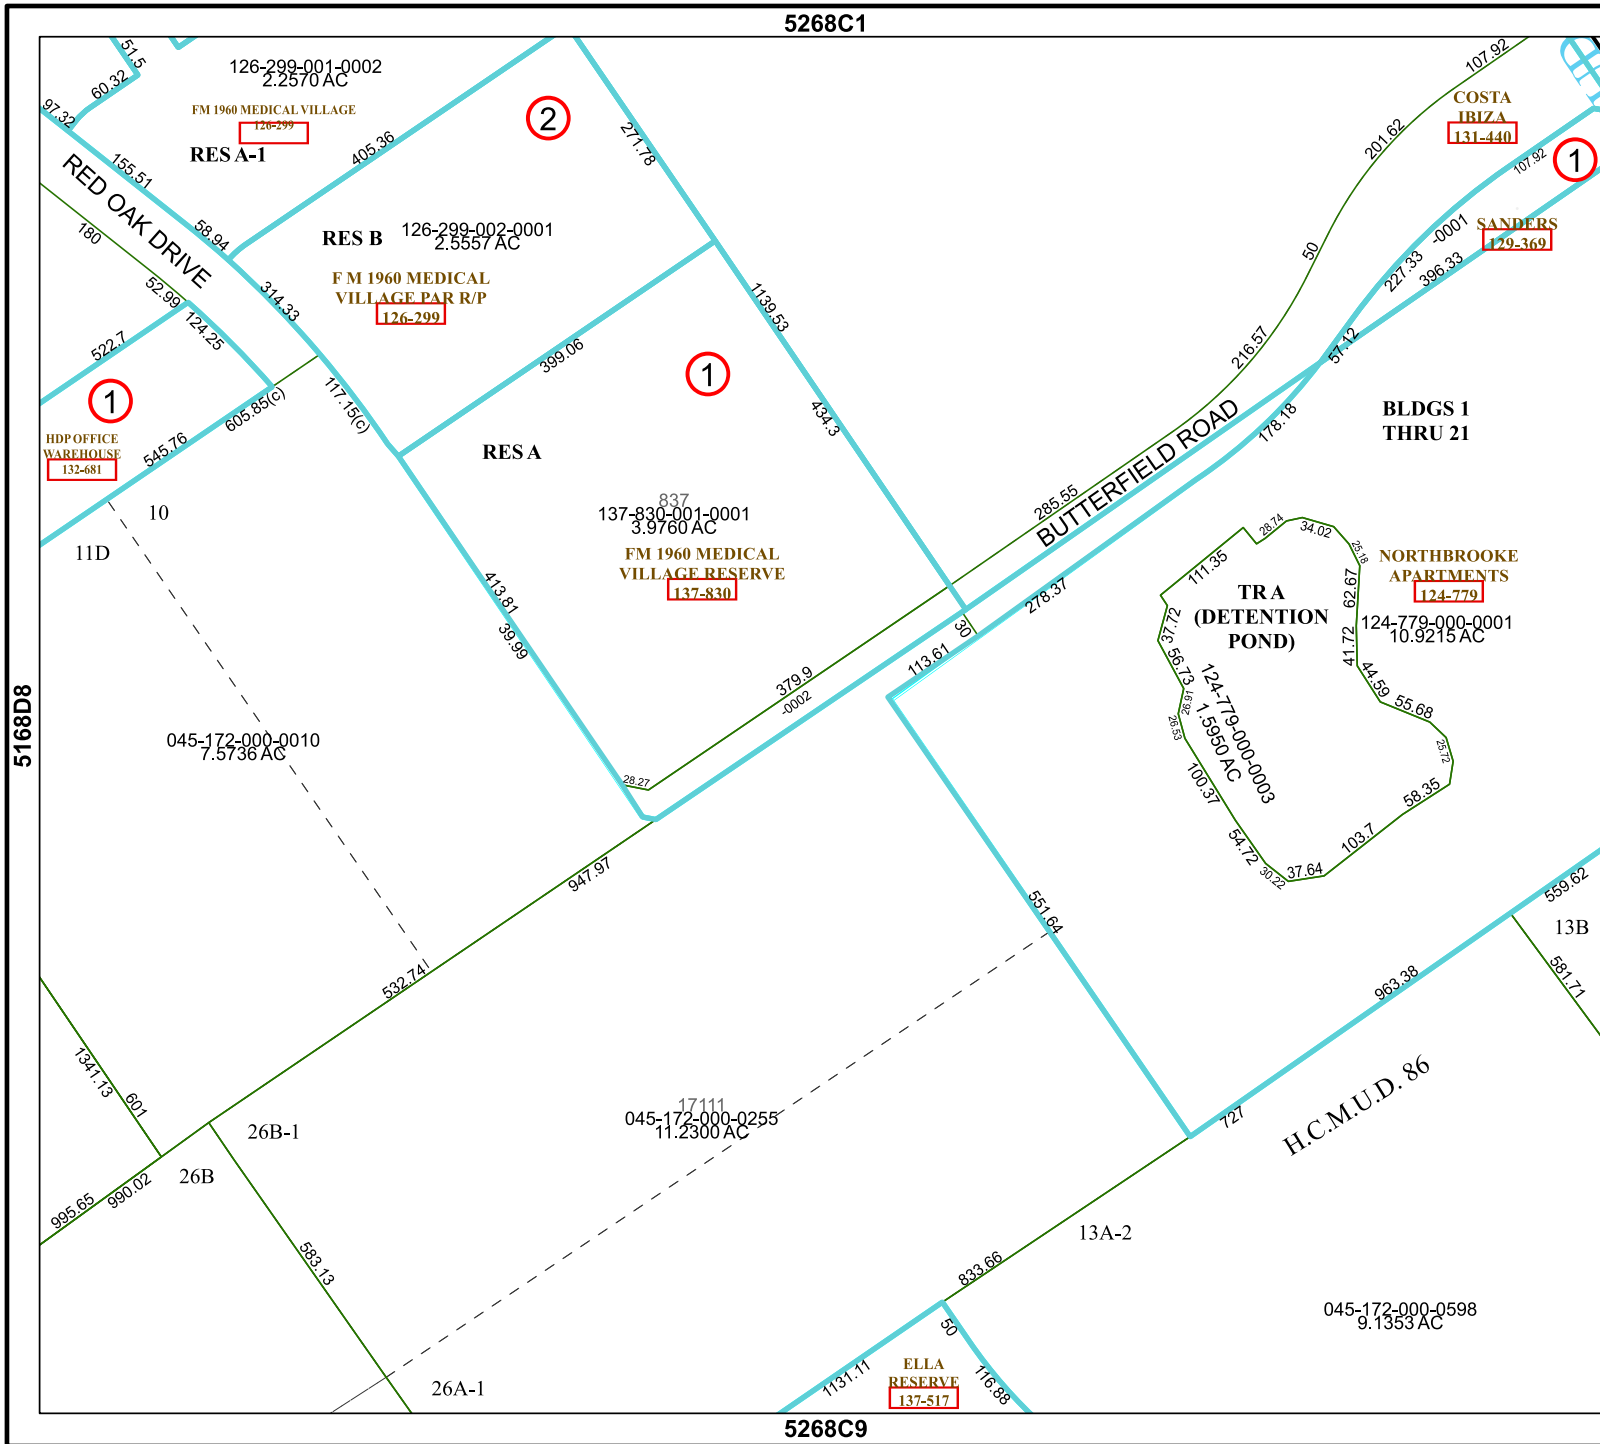 5268C1
51.5
60.32
97.32
126-299-001-0002
2.2570 AC
FM 1960 MEDICAL VILLAGE
126-299
RES A-1
405.36
2
271.78
107.92
COSTA
IBIZA
131-440
201.62
107.92
1
155.51
RED OAK DRIVE
180
58.94
RES B
126-299-002-0001
2.5557 AC
F M 1960 MEDICAL
VILLAGE PAR R/P
126-299
50
-0001
SANDERS
129-369
227.33
396.33
52.99
124.25
314.33
1139.53
522.7
399.06
216.57
57.12
1
605.85(c)
117.15(c)
1
434.3
178.18
BLDGS 1
THRU 21
HDP OFFICE
WAREHOUSE
132-681
545.76
RES A
BUTTERFIELD ROAD
285.55
10
11D
837
137-830-001-0001
3.9760 AC
FM 1960 MEDICAL
VILLAGE RESERVE
137-830
28.74
34.02
25.18
111.35
62.67
NORTHBROOKE
APARTMENTS
124-779
124-779-000-0001
10.9215 AC
TR A
(DETENTION
POND)
413.81
39.99
278.37
30
113.61
37.72
56.73
41.72
44.59
26.91
26.53
124-779-000-0003
1.5950 AC
55.68
25.72
379.9
-0002
5168D8
045-172-000-0010
7.5736 AC
28.27
100.37
58.35
54.72
103.7
30.22
37.64
947.97
551.64
559.62
13B
532.74
963.38
581.71
1341.13
601
17111
045-172-000-0255
11.2300 AC
727
H.C.M.U.D. 86
26B-1
26B
995.65
990.02
583.13
13A-2
833.66
045-172-000-0598
9.1353 AC
50
1131.11
ELLA
RESERVE
137-517
116.88
26A-1
5268C9